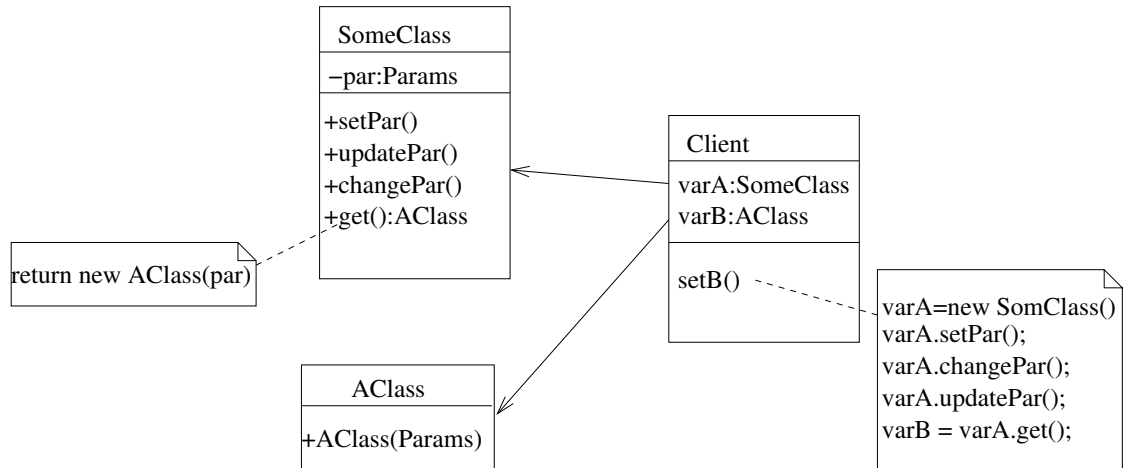 SomeClass
−par:Params
+setPar()
+updatePar()
+changePar()
+get():AClass
return new AClass(par)
Client
varA:SomeClass
varB:AClass
setB()
varA=new SomClass()
varA.setPar();
varA.changePar();
varA.updatePar();
varB = varA.get();
AClass
+AClass(Params)